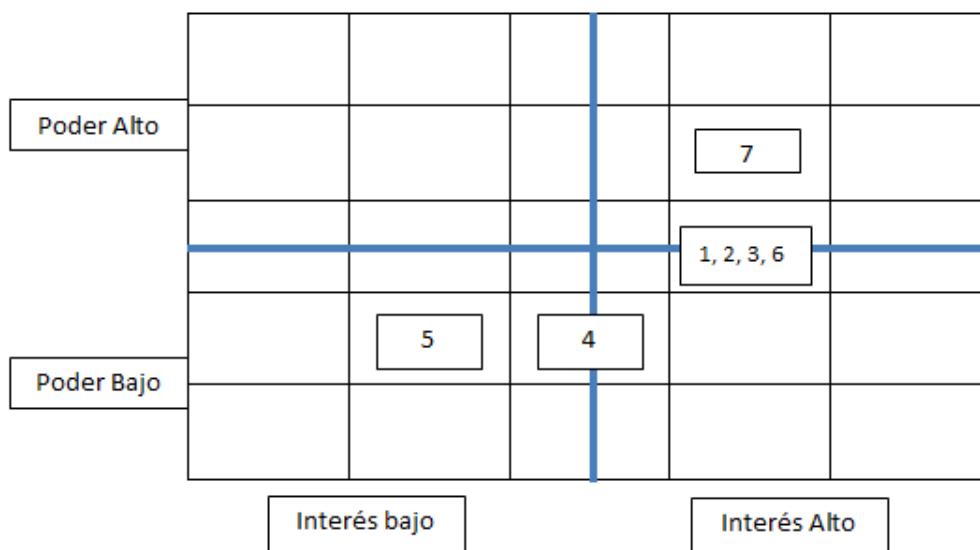 Poder Alto
7
1, 2, 3, 6
5
4
Poder Bajo
Interés bajo
Interés Alto